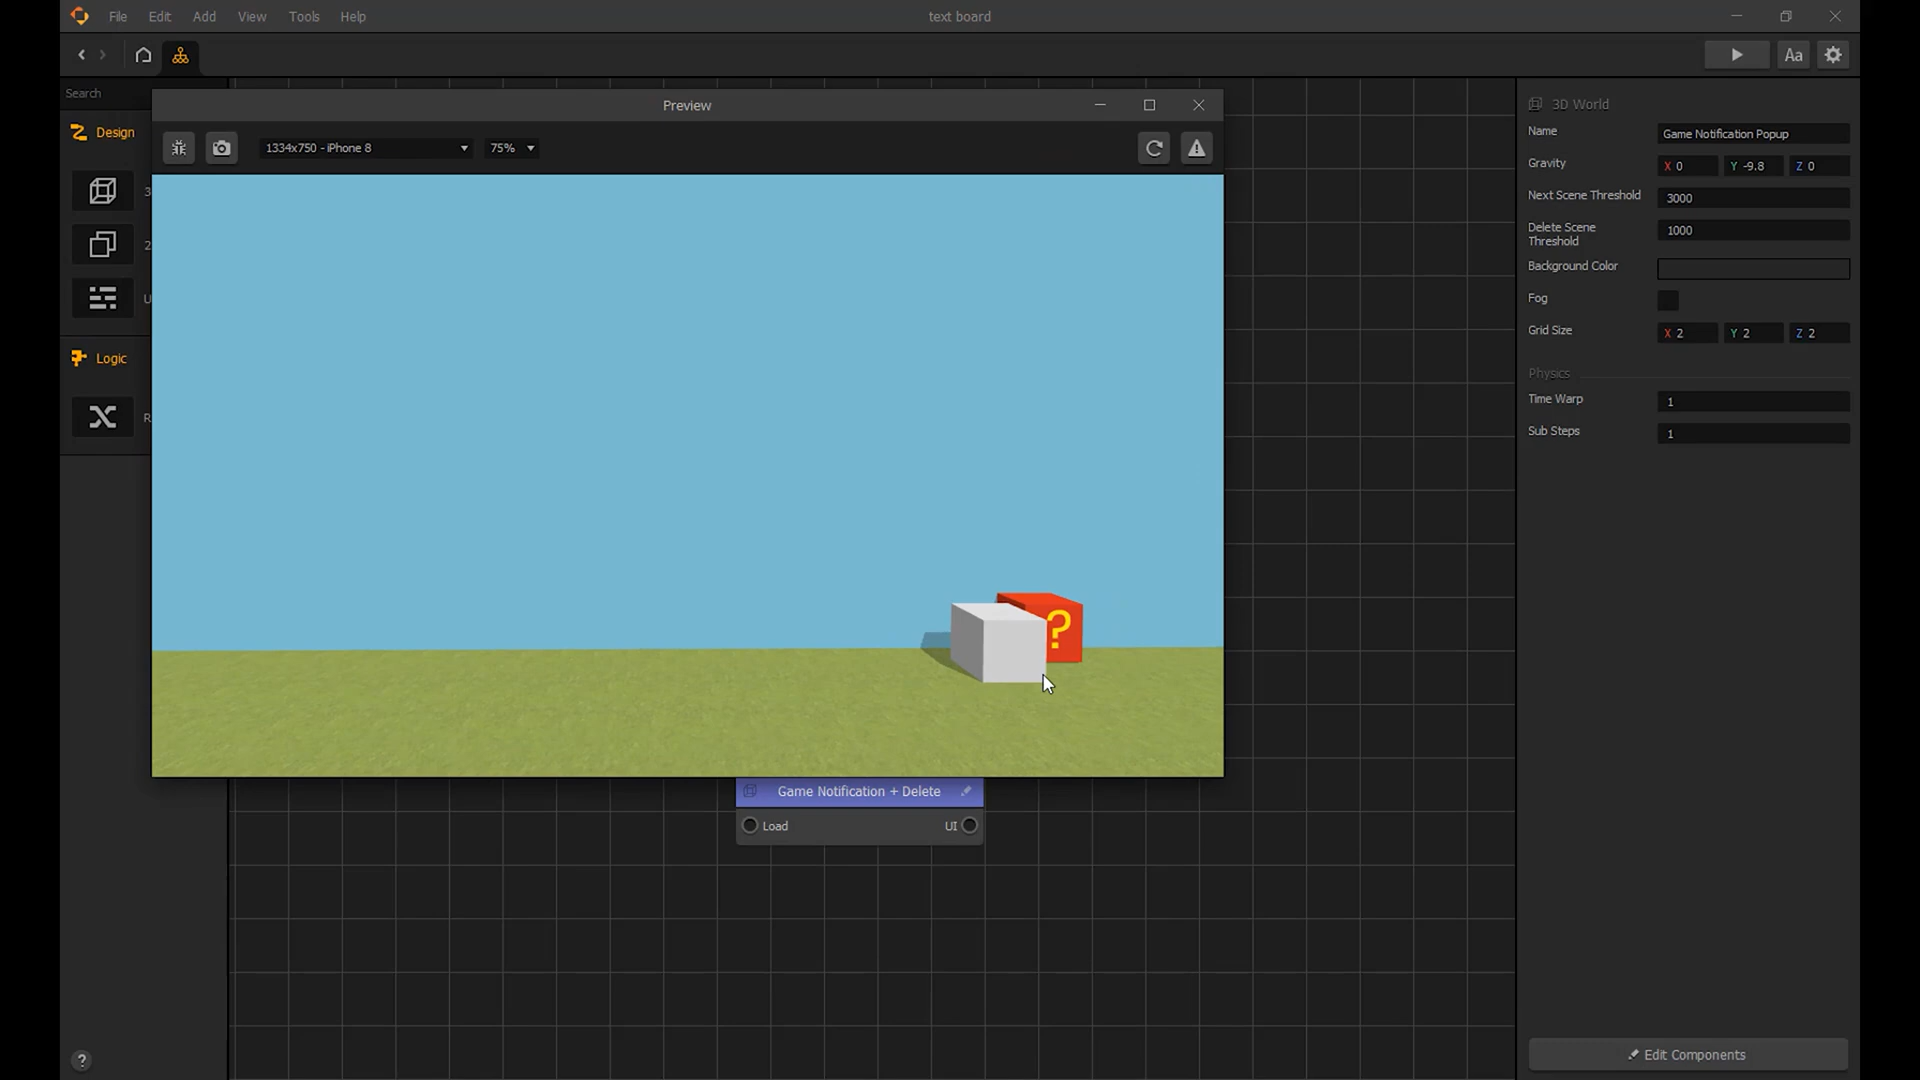 File Edit Add View Tools Help text board
Aa
Search
Preview
Design
1334x750 - iPhone 8 75%
3
2
U
Logic
R
?
Game Notification + Delete
Load UI
3D World
Name Game Notification Popup
Gravity X 0 Y -9.8 Z 0
Next Scene Threshold 3000
Delete Scene
Threshold 1000
Background Color
Fog
Grid Size X 2 Y 2 Z 2
Physics
Time Warp 1
Sub Steps 1
? Edit Components